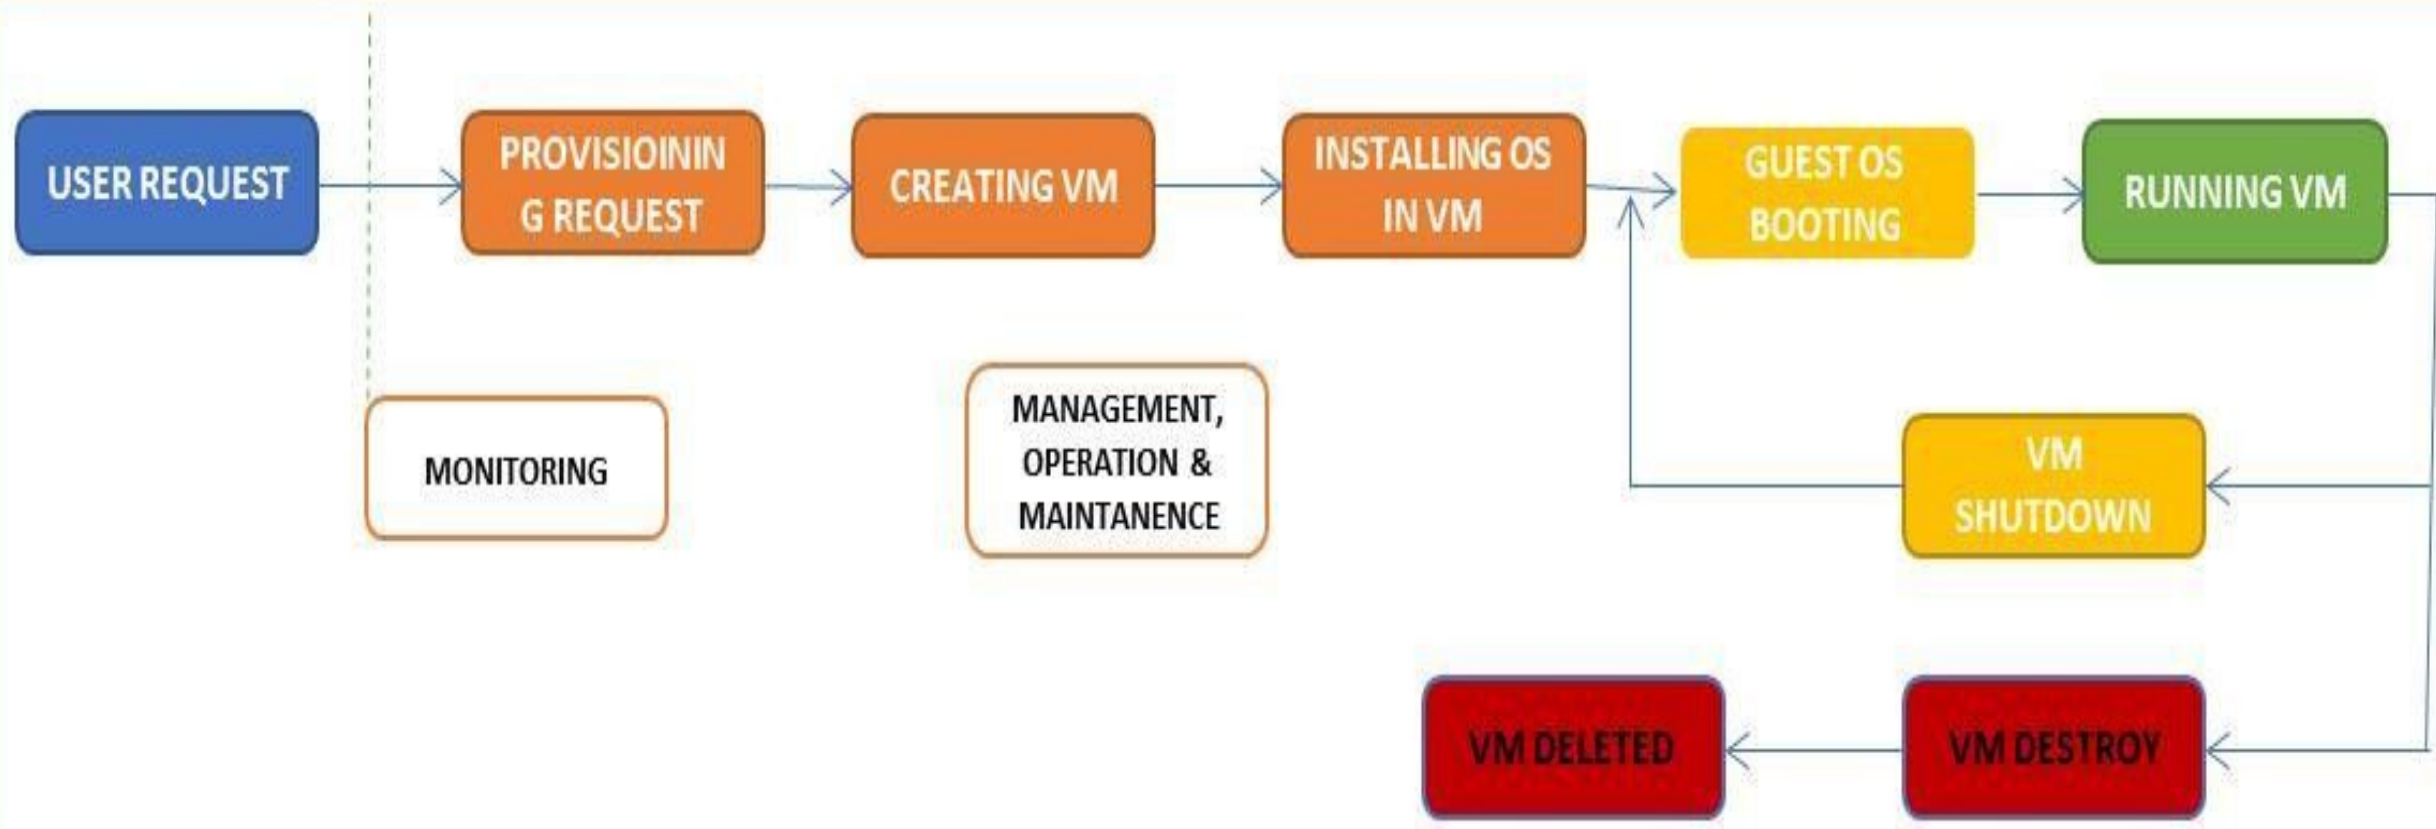 USER REQUEST
PROVISIOININ
G REQUEST
CREATING VM
INSTALLING OS
IN VM
GUEST OS
BOOTING
RUNNING VM
MONITORING
MANAGEMENT,
OPERATION &
MAINTANENCE
VM
SHUTDOWN
VM DELETED
VM DESTROY